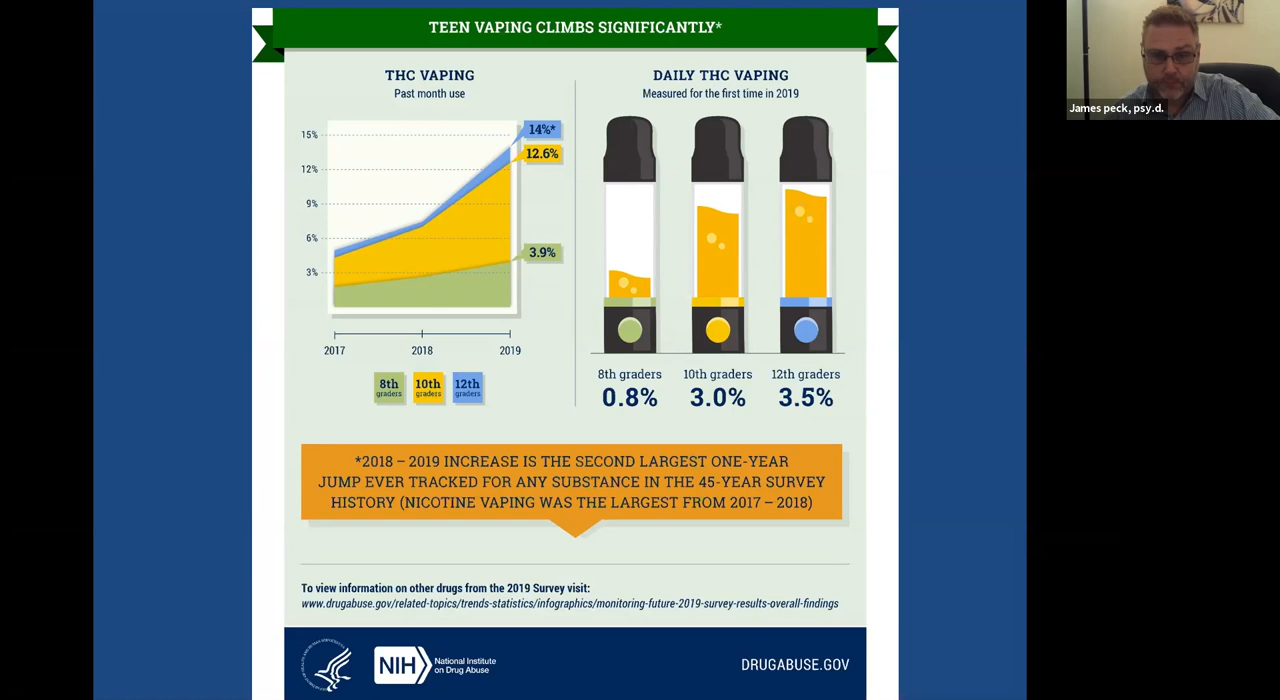 TEEN VAPING CLIMBS SIGNIFICANTLY*
James peck, psy.d.
THC VAPING
Past month use
15%
12%
9%
6%
3%
14%*
12.6%
3.9%
2017 2018 2019
8th graders
10th graders
12th graders
DAILY THC VAPING
Measured for the first time in 2019
8th graders 10th graders 12th graders
0.8% 3.0% 3.5%
*2018 – 2019 INCREASE IS THE SECOND LARGEST ONE-YEAR
JUMP EVER TRACKED FOR ANY SUBSTANCE IN THE 45-YEAR SURVEY
HISTORY (NICOTINE VAPING WAS THE LARGEST FROM 2017 – 2018)
To view information on other drugs from the 2019 Survey visit:
www.drugabuse.gov/related-topics/trends-statistics/infographics/monitoring-future-2019-survey-results-overall-findings
NIH
National Institute
on Drug Abuse
DRUGABUSE.GOV